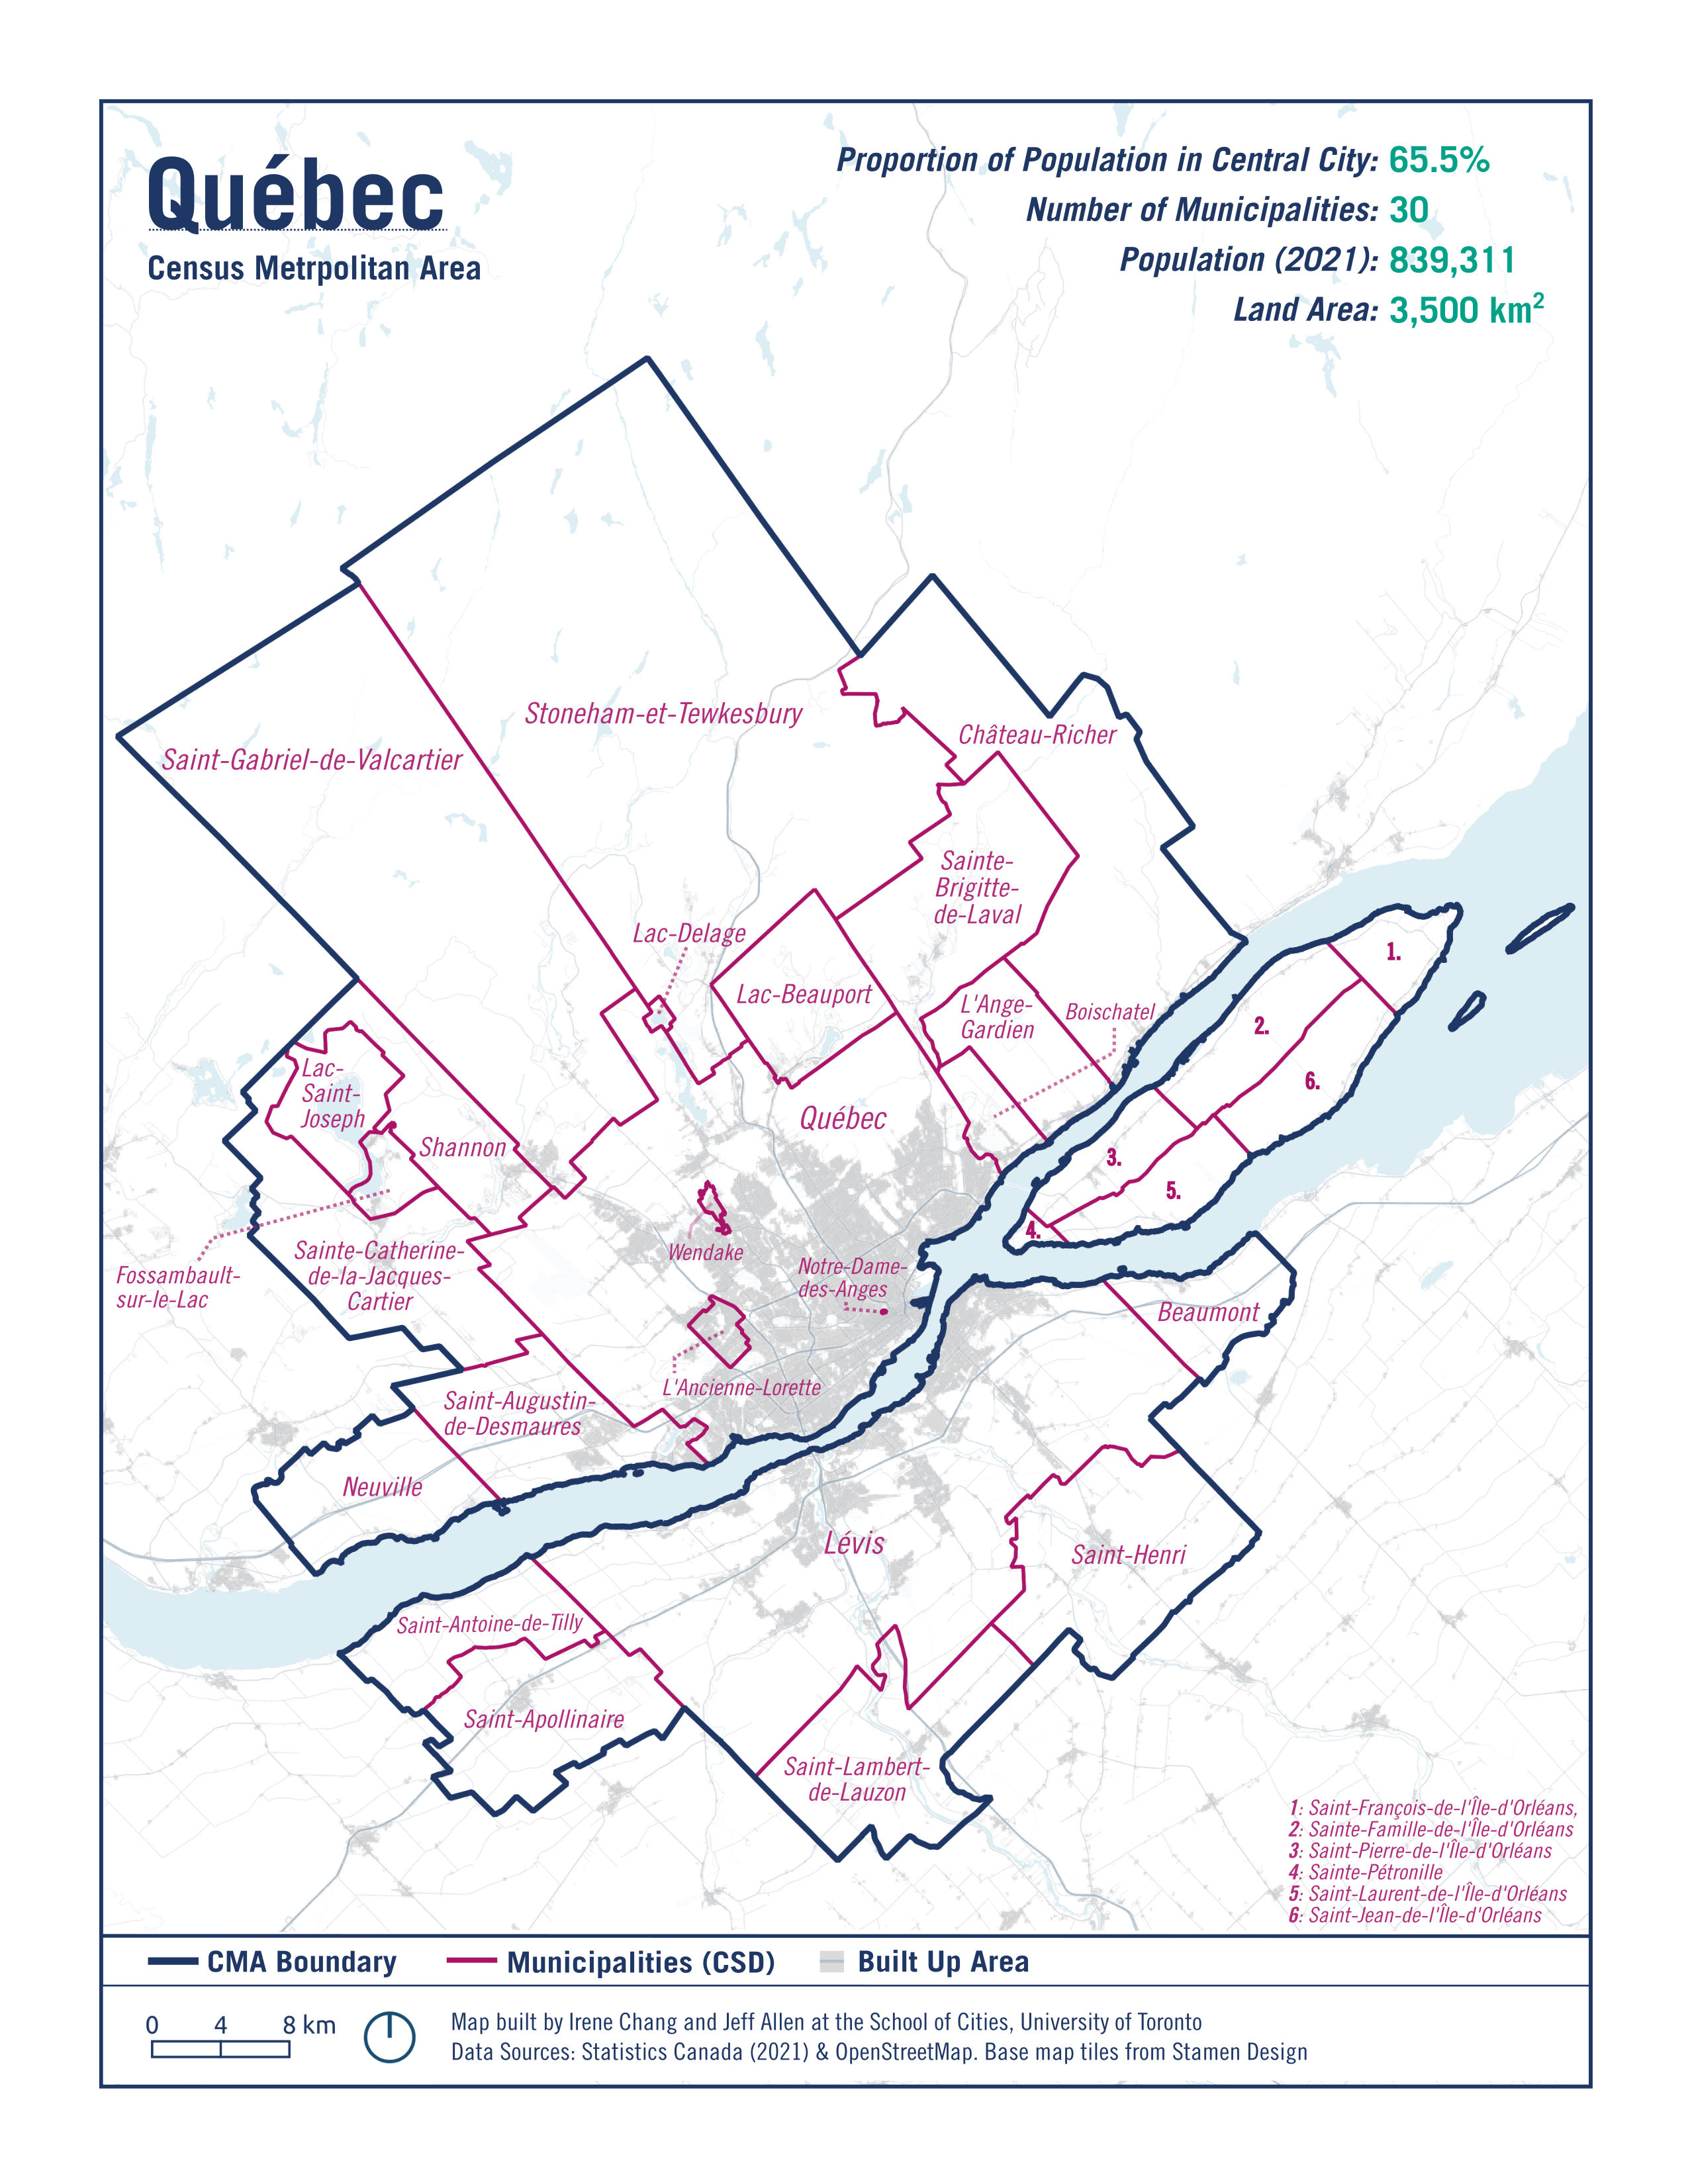 Québec
Census Metrpolitan Area
Proportion of Population in Central City: 65.5%
Number of Municipalities: 30
Population (2021): 839,311
Land Area: 3,500 km²
Stoneham-et-Tewkesbury
Château-Richer
Saint-Gabriel-de-Valcartier
Sainte-
Brigitte-
de-Laval
Lac-Delage
Lac-Beauport
L'Ange-
Gardien
Boischatel
1.
2.
6.
Lac-
Saint-
Joseph
Shannon
Québec
3.
5.
4.
Wendake
Notre-Dame-
des-Anges
Sainte-Catherine-
de-la-Jacques-
Cartier
Fossambault-
sur-le-Lac
Beaumont
L'Ancienne-Lorette
Saint-Augustin-
de-Desmaures
Neuville
Lévis
Saint-Henri
Saint-Antoine-de-Tilly
Saint-Apollinaire
Saint-Lambert-
de-Lauzon
1: Saint-François-de-l'Île-d'Orléans,
2: Sainte-Famille-de-l'Île-d'Orléans
3: Saint-Pierre-de-l'Île-d'Orléans
4: Sainte-Pétronille
5: Saint-Laurent-de-l'Île-d'Orléans
6: Saint-Jean-de-l'Île-d'Orléans
CMA Boundary
Municipalities (CSD)
Built Up Area
0 4 8 km
Map built by Irene Chang and Jeff Allen at the School of Cities, University of Toronto
Data Sources: Statistics Canada (2021) & OpenStreetMap. Base map tiles from Stamen Design